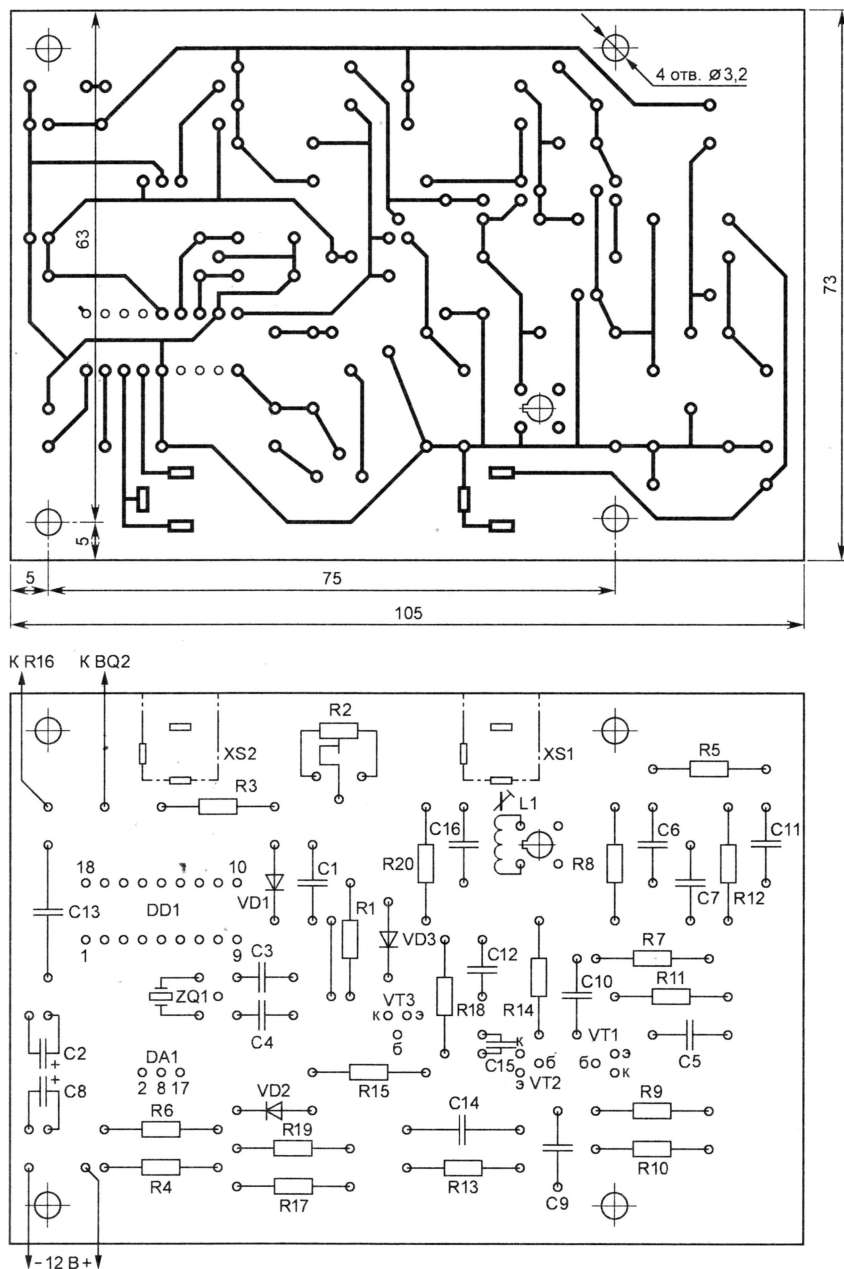 4 отв. Ø3,2
63
73
5
5
75
105
К R16
К BQ2
XS2
R2
XS1
R5
R3
L1
C16
R20
R8
C6
C7
R12
C11
18
10
DD1
C13
1
9
VD1
C1
R1
VD3
C3
ZQ1
C4
R18
C12
R14
C10
R7
R11
VT3
к
э
б
C15
к
б
э
VT2
VT1
б
э
к
C5
C2
+
+
C8
DA1
2 8 17
R15
VD2
R6
R19
C14
R9
R4
R17
R13
C9
R10
- 12 В +